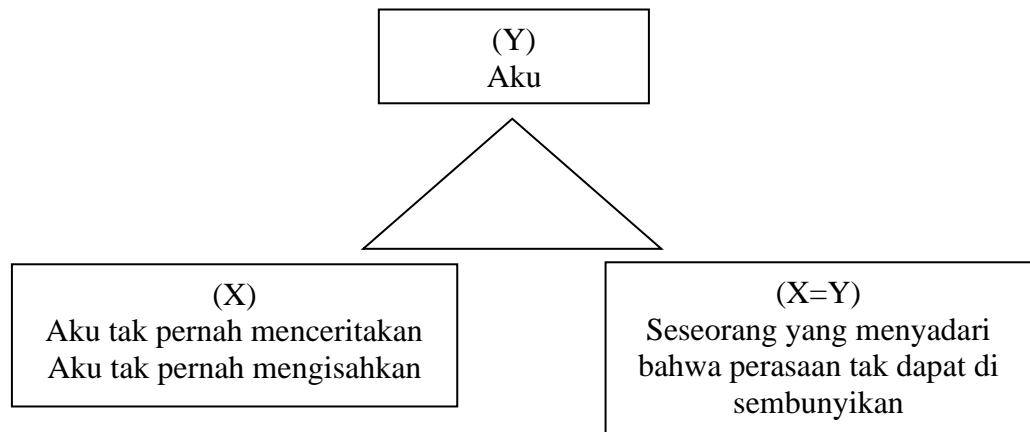 (Y)
Aku
(X)
Aku tak pernah menceritakan
Aku tak pernah mengisahkan
(X=Y)
Seseorang yang menyadari
bahwa perasaan tak dapat di
sembunyikan